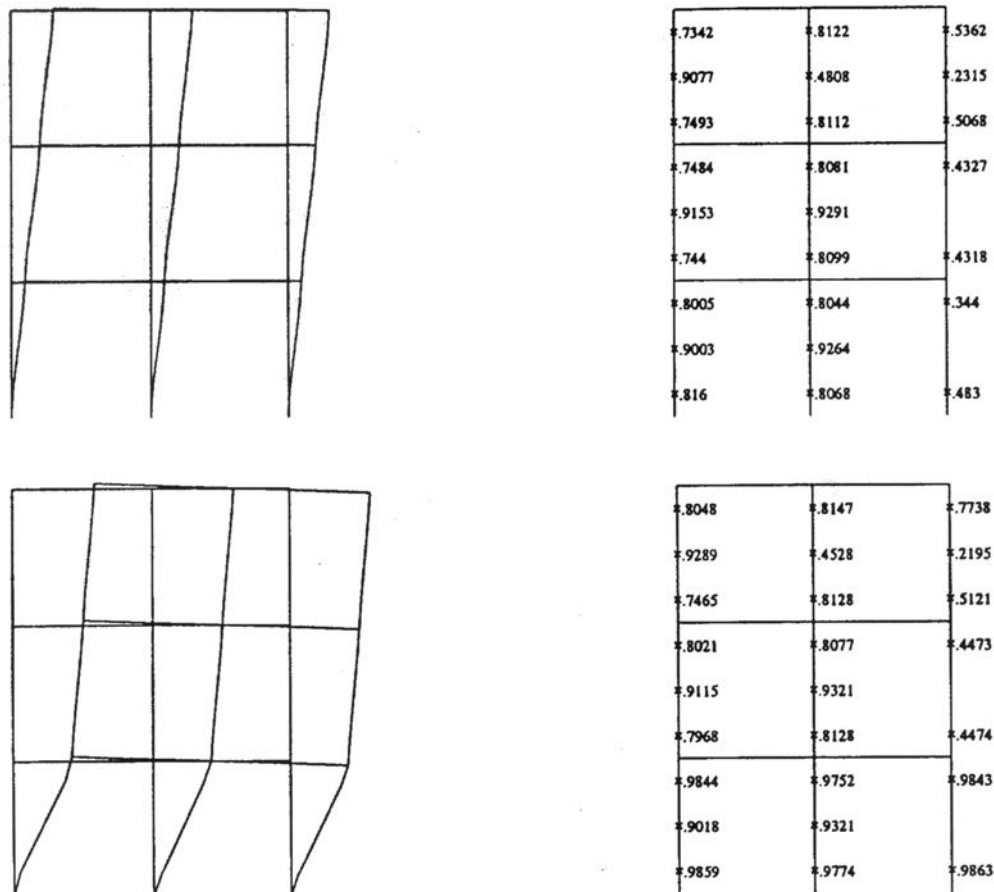 .7342 .8122 .5362
.9077 .4808 .2315
.7493 .8112 .5068
.7484 .8081 .4327
.9153 .9291
.744 .8099 .4318
.8005 .8044 .344
.9003 .9264
.816 .8068 .483
.8048 .8147 .7738
.9289 .4528 .2195
.7465 .8128 .5121
.8021 .8077 .4473
.9115 .9321
.7968 .8128 .4474
.9844 .9752 .9843
.9018 .9321
.9859 .9774 .9863